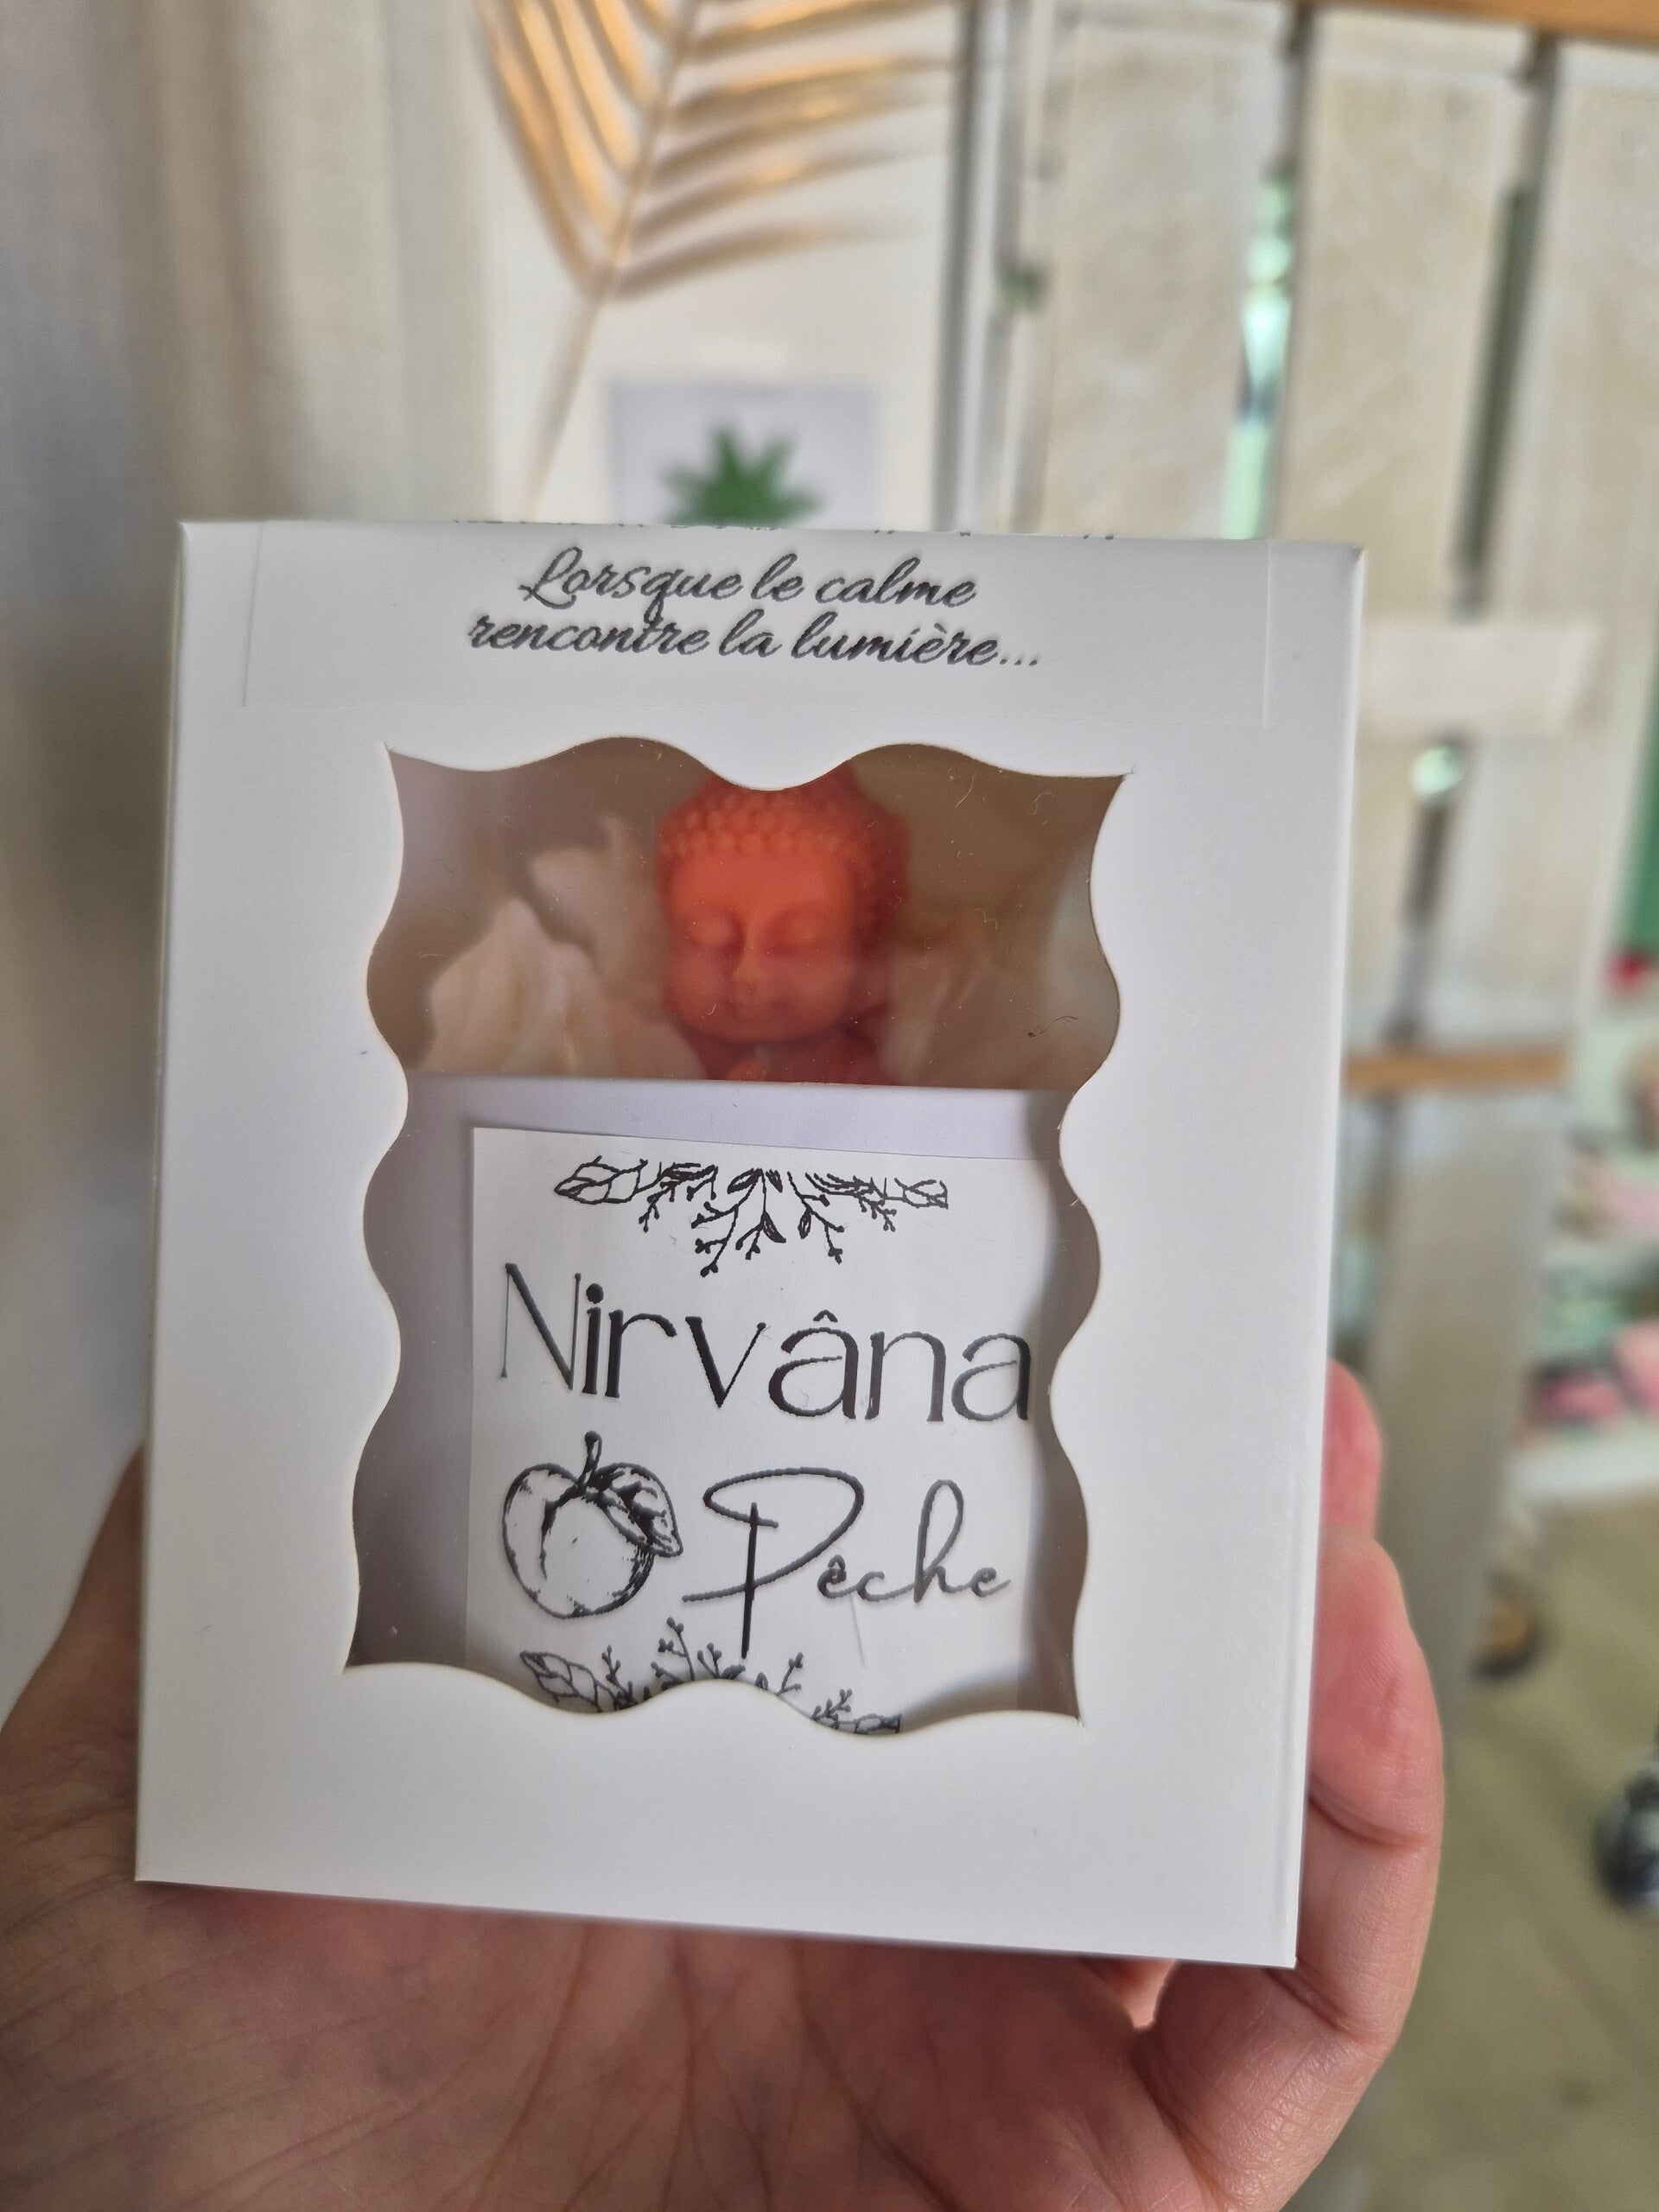 Lorsque le calme
rencontre la lumière...
Nirvâna
Pêche